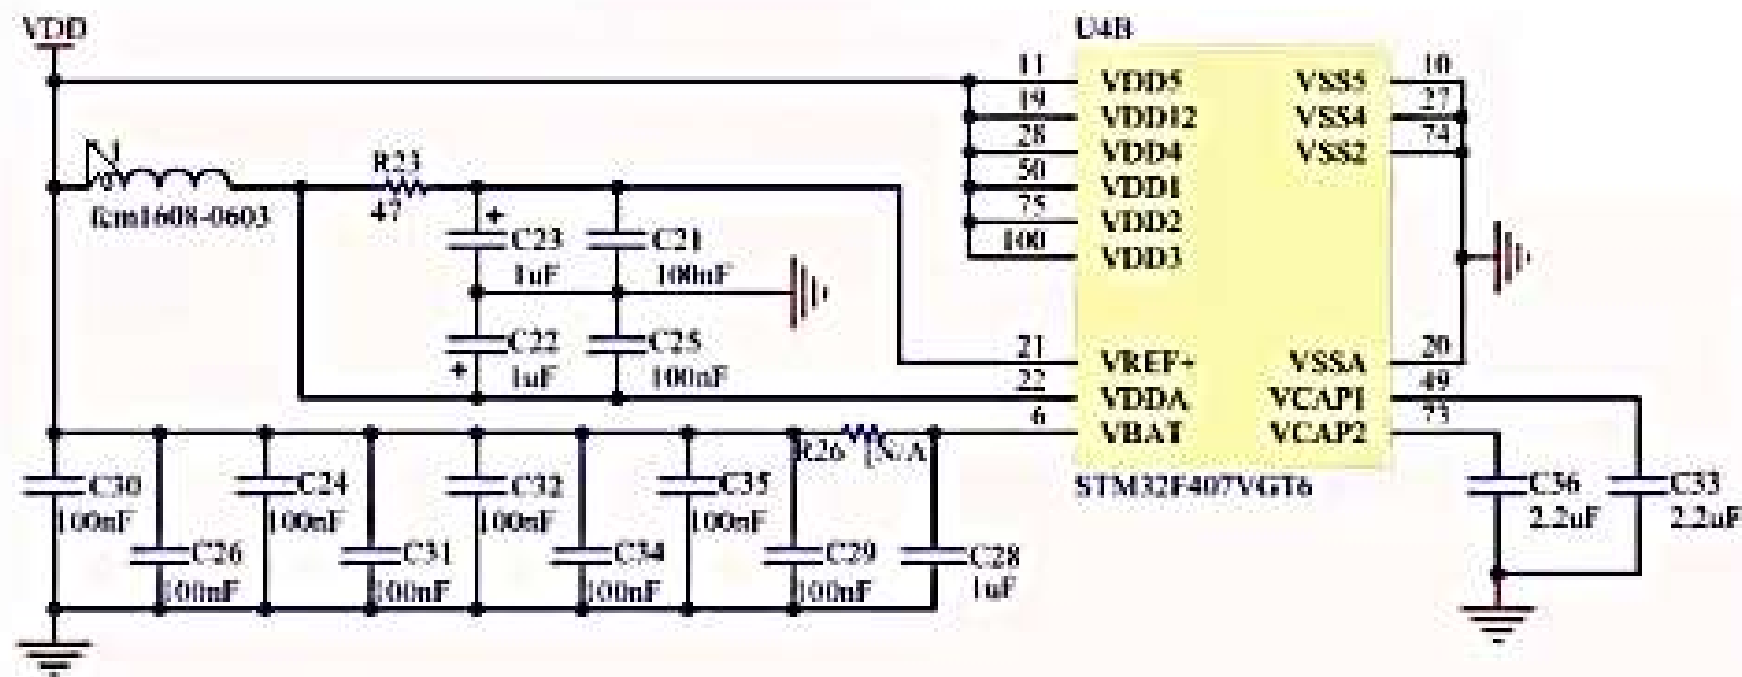 VDD
U4B
11 VDD5 VSS5 10
19 VDD12 VSS4 27
28 VDD4 VSS2 74
50 VDD1
75 VDD2
100 VDD3
R23
47
fcm1608-0603
C23
1uF
C21
100nF
C22
1uF
C25
100nF
21 VREF+ VSSA 20
22 VDDA VCAP1 49
6 VBAT VCAP2 73
STM32F407VGT6
R26 N/A
C30
100nF
C26
100nF
C24
100nF
C31
100nF
C32
100nF
C34
100nF
C35
100nF
C29
100nF
C28
1uF
C36
2.2uF
C33
2.2uF